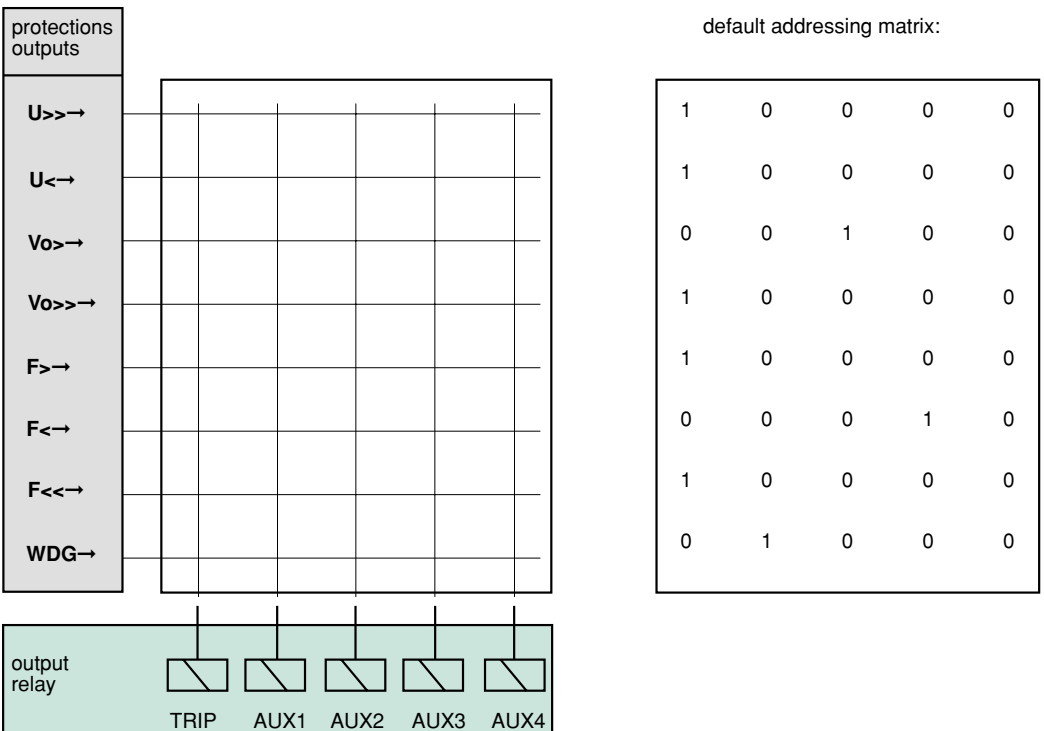 protections
outputs
default addressing matrix:
U>>→
U<→
Vo>→
Vo>>→
F>→
F<→
F<<→
WDG→
1 0 0 0 0
1 0 0 0 0
0 0 1 0 0
1 0 0 0 0
1 0 0 0 0
0 0 0 1 0
1 0 0 0 0
0 1 0 0 0
output
relay
TRIP AUX1 AUX2 AUX3 AUX4